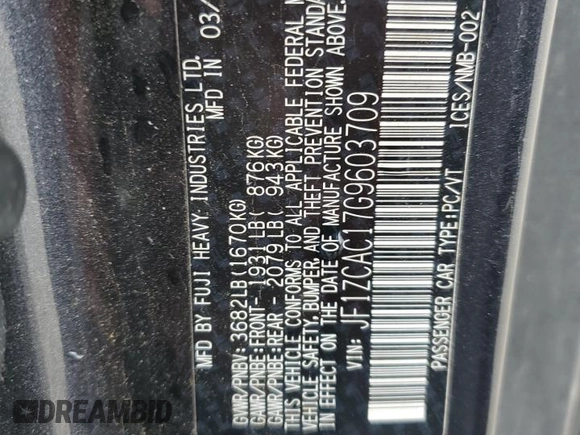 MFD BY FUJI HEAVY INDUSTRIES LTD.
MFD IN 03/
GVWR/PNBV: 3682LB(1670KG)
GAWR/PNBE:FRONT- 1931LB( 876KG)
GAWR/PNBE:REAR - 2079LB( 943KG)
THIS VEHICLE CONFORMS TO ALL APPLICABLE FEDERAL M
VEHICLE SAFETY, BUMPER, AND THEFT PREVENTION STANDA
IN EFFECT ON THE DATE OF MANUFACTURE SHOWN ABOVE.
VIN: JF1ZCAC17G9603709
PASSENGER CAR TYPE:PC/VT
ICES/NMB-002
DREAMBID